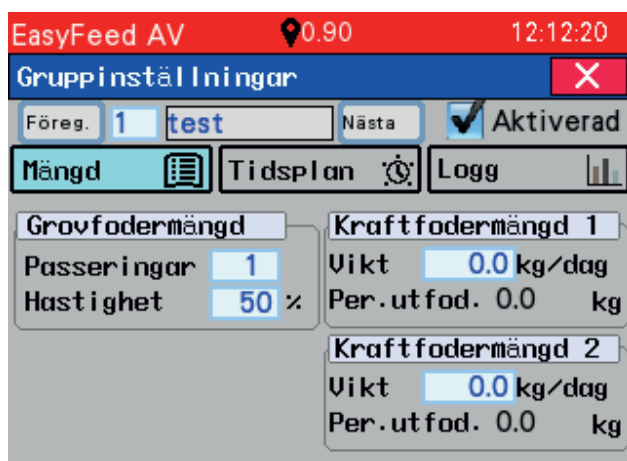 EasyFeed AV 0.90 12:12:20
Gruppinställningar
Föreg. 1 test Nästa Aktiverad
Mängd Tidsplan Logg
Grovfodermängd Kraftfodermängd 1
Passeringar 1 Vikt 0.0 kg/dag
Hastighet 50 % Per.utfod. 0.0 kg
Kraftfodermängd 2
Vikt 0.0 kg/dag
Per.utfod. 0.0 kg